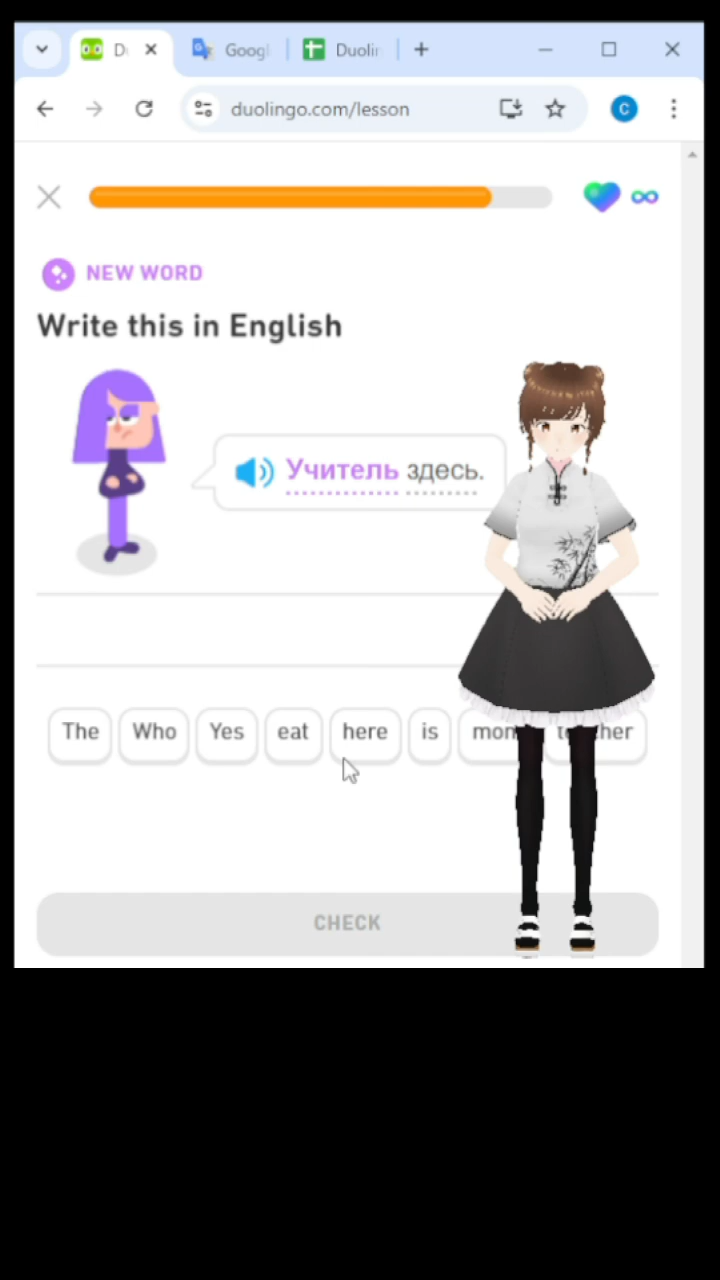 Googl
Duolin
duolingo.com/lesson
C
NEW WORD
Write this in English
Учитель здесь.
The Who Yes eat here is
CHECK